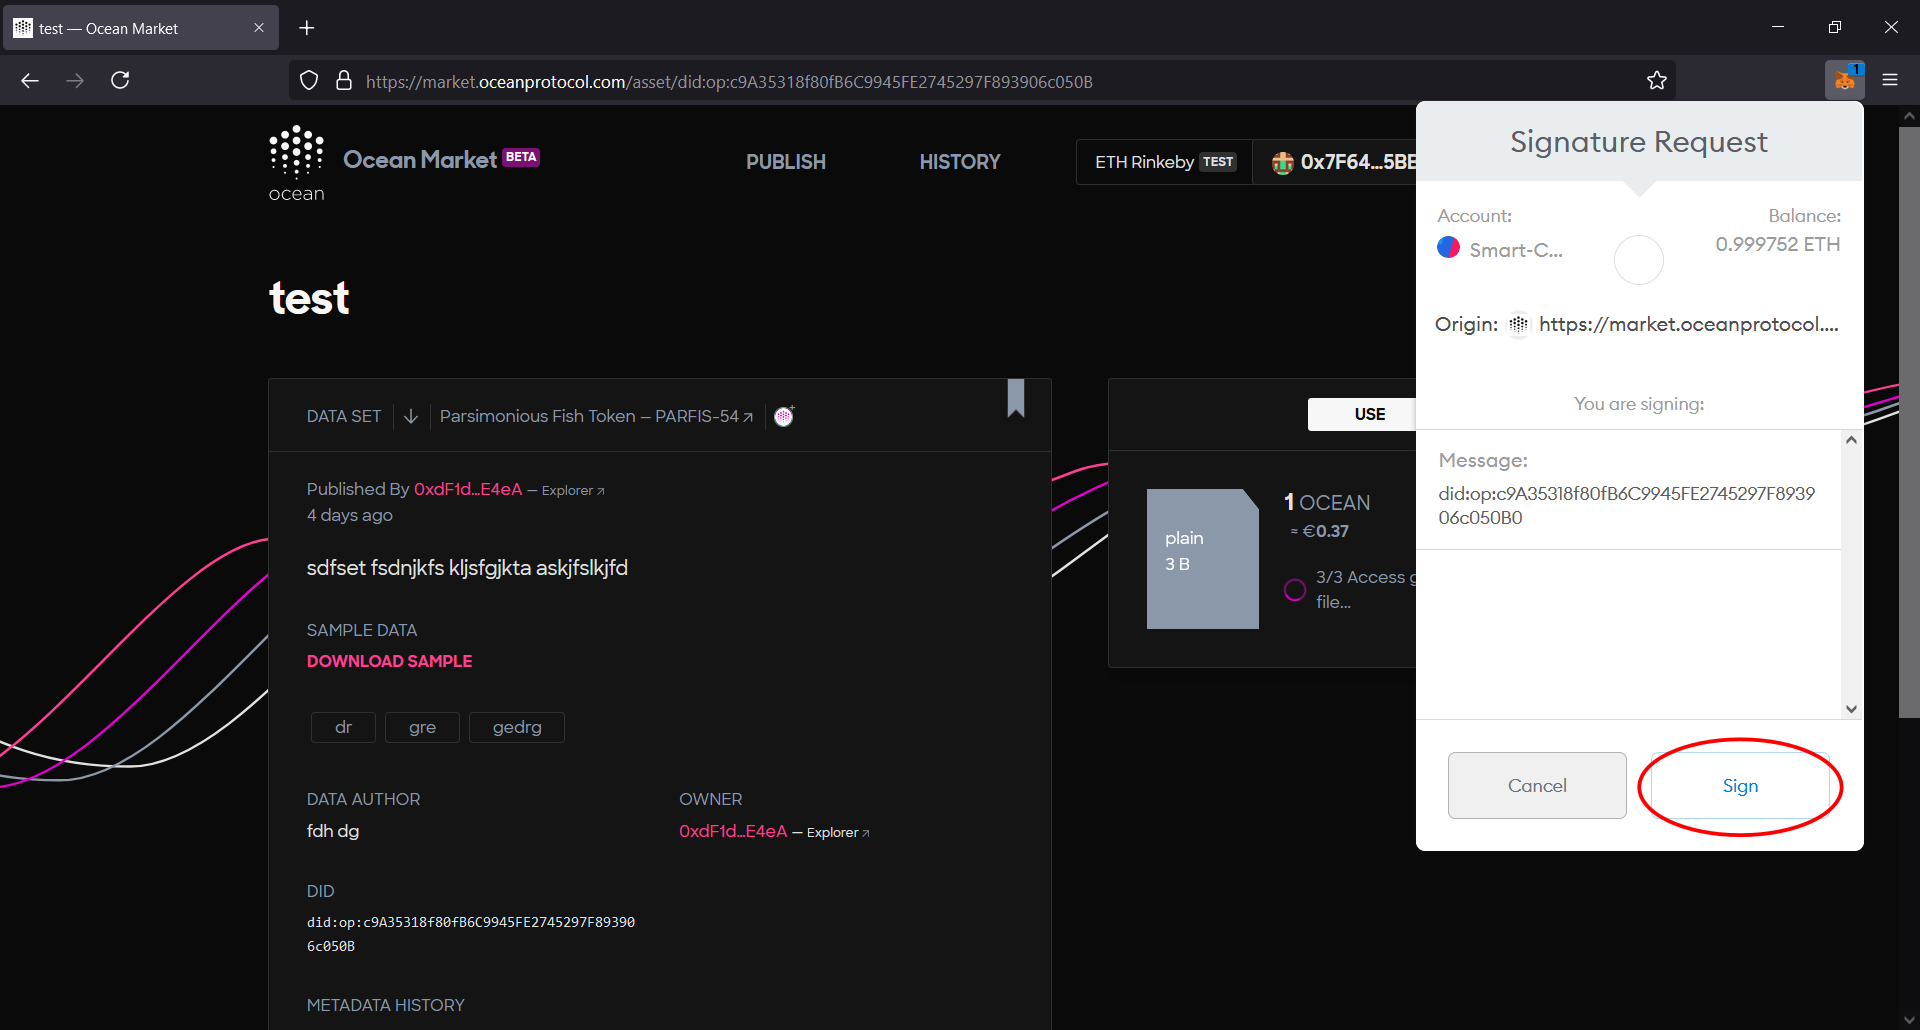 test — Ocean Market
https://market.oceanprotocol.com/asset/did:op:c9A35318f80fB6C9945FE2745297F893906c050B
1
ocean
Ocean Market BETA
PUBLISH
HISTORY
ETH Rinkeby TEST
0x7F64...5BE
test
DATA SET
Parsimonious Fish Token — PARFIS-54
Published By 0xdF1d...E4eA — Explorer
4 days ago
sdfset fsdnjkfs kljsfgjkta askjfslkjfd
SAMPLE DATA
DOWNLOAD SAMPLE
dr
gre
gedrg
DATA AUTHOR
fdh dg
OWNER
0xdF1d...E4eA — Explorer
DID
did:op:c9A35318f80fB6C9945FE2745297F89390
6c050B
METADATA HISTORY
USE
plain
3 B
1 OCEAN
≈ €0.37
3/3 Access g
file...
Signature Request
Account:
Smart-C...
Balance:
0.999752 ETH
Origin: https://market.oceanprotocol....
You are signing:
Message:
did:op:c9A35318f80fB6C9945FE2745297F8939
06c050B0
Cancel
Sign